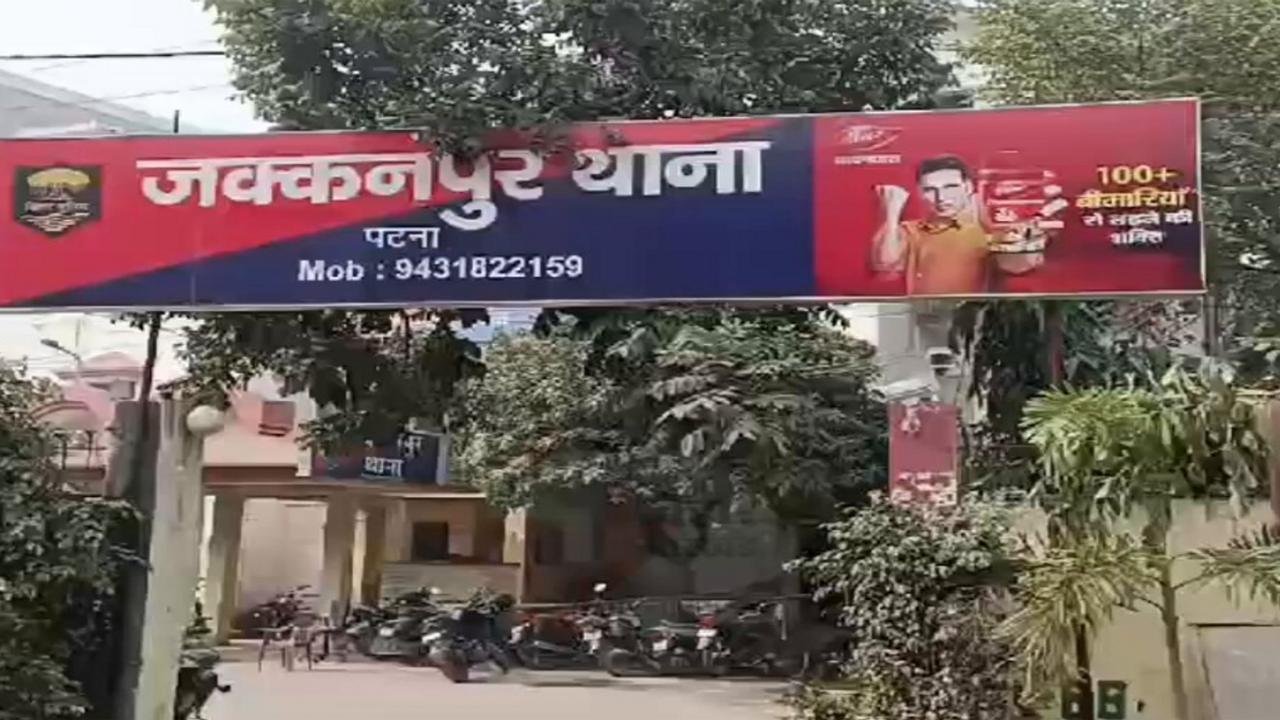 जक्कनपुर थाना
पटना
Mob : 9431822159
100+
बीमारियों
से लड़ने की
शक्ति
थाना